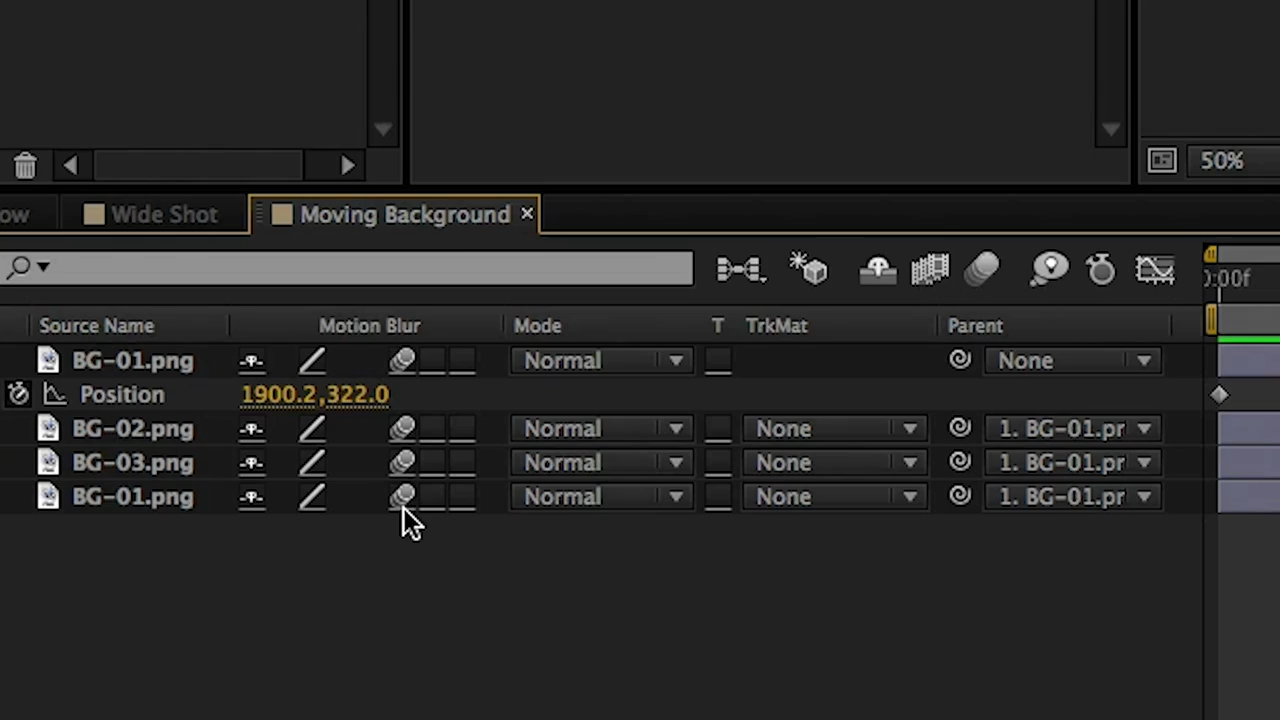 50%
ow Wide Shot Moving Background ×
0:00f
Source Name Motion Blur Mode T TrkMat Parent
BG-01.png Normal None
Position 1900.2,322.0
BG-02.png Normal None 1. BG-01.pr
BG-03.png Normal None 1. BG-01.pr
BG-01.png Normal None 1. BG-01.pr